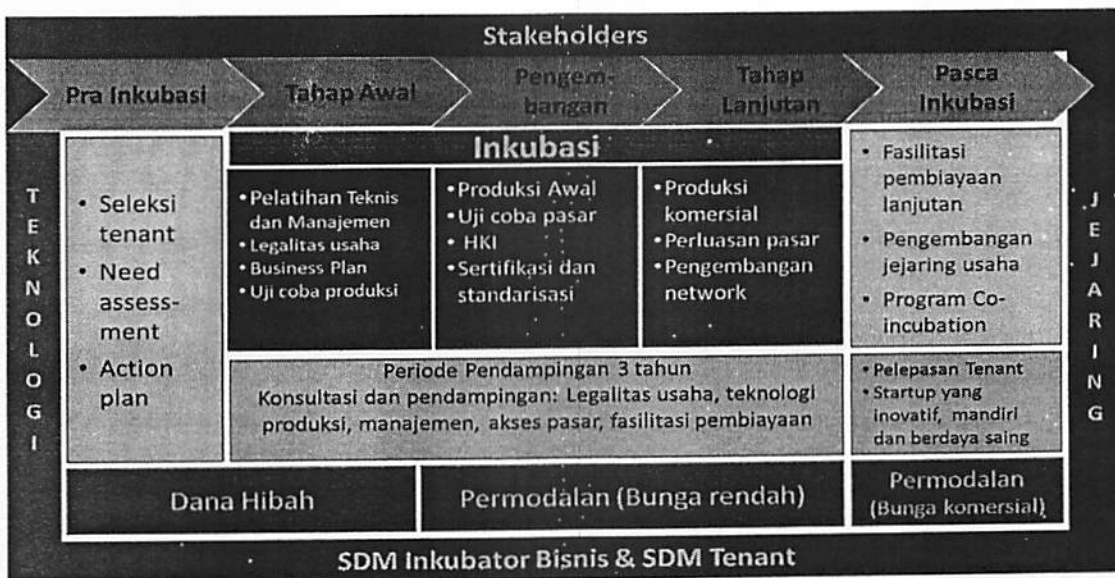 Stakeholders
Pra Inkubasi
Tahap Awal
Pengem-
bangan
Tahap
Lanjutan
Pasca
Inkubasi
TEKNOLOGI
• Seleksi
tenant
• Need
assess-
ment
• Action
plan
Inkubasi
• Pelatihan Teknis
dan Manajemen
• Legalitas usaha
• Business Plan
• Uji coba produksi
• Produksi Awal
• Uji coba pasar
• HKI
• Sertifikasi dan
standarisasi
• Produksi
komersial
• Perluasan pasar
• Pengembangan
network
• Fasilitasi
pembiayaan
lanjutan
• Pengembangan
jejaring usaha
• Program Co-
incubation
JEJARING
Periode Pendampingan 3 tahun
Konsultasi dan pendampingan: Legalitas usaha, teknologi
produksi, manajemen, akses pasar, fasilitasi pembiayaan
• Pelepasan Tenant
• Startup yang
inovatif, mandiri
dan berdaya saing
Dana Hibah
Permodalan (Bunga rendah)
Permodalan
(Bunga komersial)
SDM Inkubator Bisnis & SDM Tenant